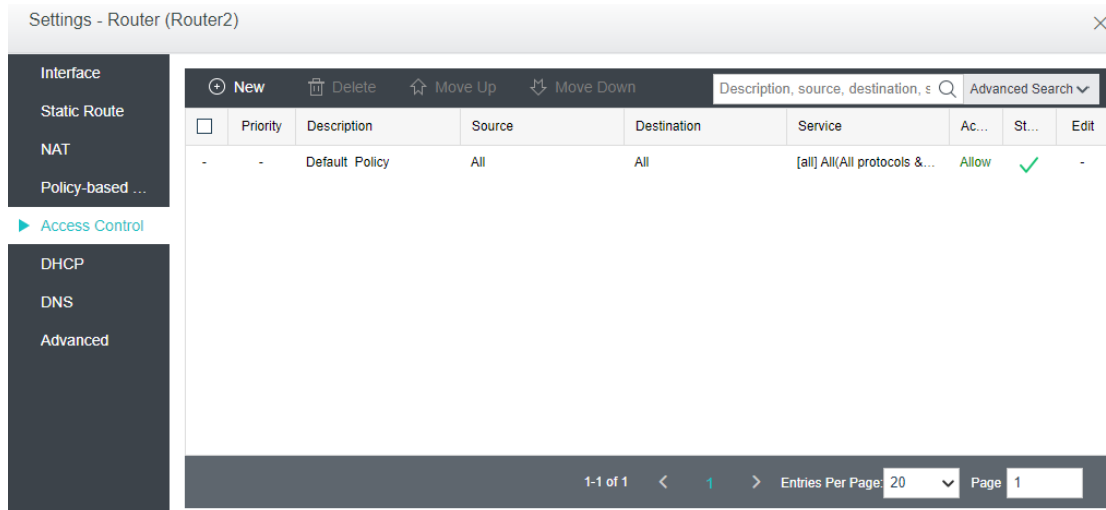 Settings - Router (Router2)
Interface
Static Route
NAT
Policy-based ...
Access Control
DHCP
DNS
Advanced
New Delete Move Up Move Down Description, source, destination, s Advanced Search
Priority Description Source Destination Service Ac... St... Edit
- - Default Policy All All [all] All(All protocols &... Allow -
1-1 of 1 < 1 > Entries Per Page: 20 Page 1